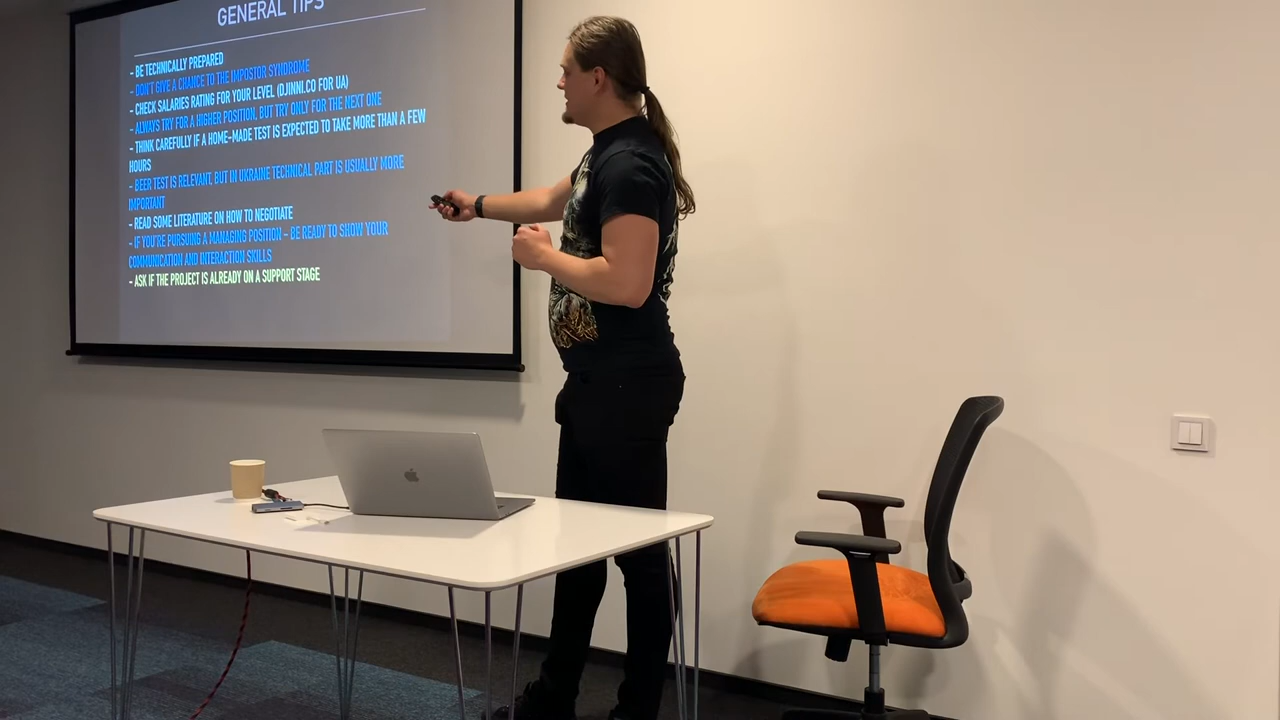 GENERAL TIPS
- BE TECHNICALLY PREPARED
- DON'T GIVE A CHANCE TO THE IMPOSTOR SYNDROME
- CHECK SALARIES RATING FOR YOUR LEVEL (DJINNI.CO FOR UA)
- ALWAYS TRY FOR A HIGHER POSITION, BUT TRY ONLY FOR THE NEXT ONE
- THINK CAREFULLY IF A HOME-MADE TEST IS EXPECTED TO TAKE MORE THAN A FEW
HOURS
- BEER TEST IS RELEVANT, BUT IN UKRAINE TECHNICAL PART IS USUALLY MORE
IMPORTANT
- READ SOME LITERATURE ON HOW TO NEGOTIATE
- IF YOU'RE PURSUING A MANAGING POSITION - BE READY TO SHOW YOUR
COMMUNICATION AND INTERACTION SKILLS
- ASK IF THE PROJECT IS ALREADY ON A SUPPORT STAGE